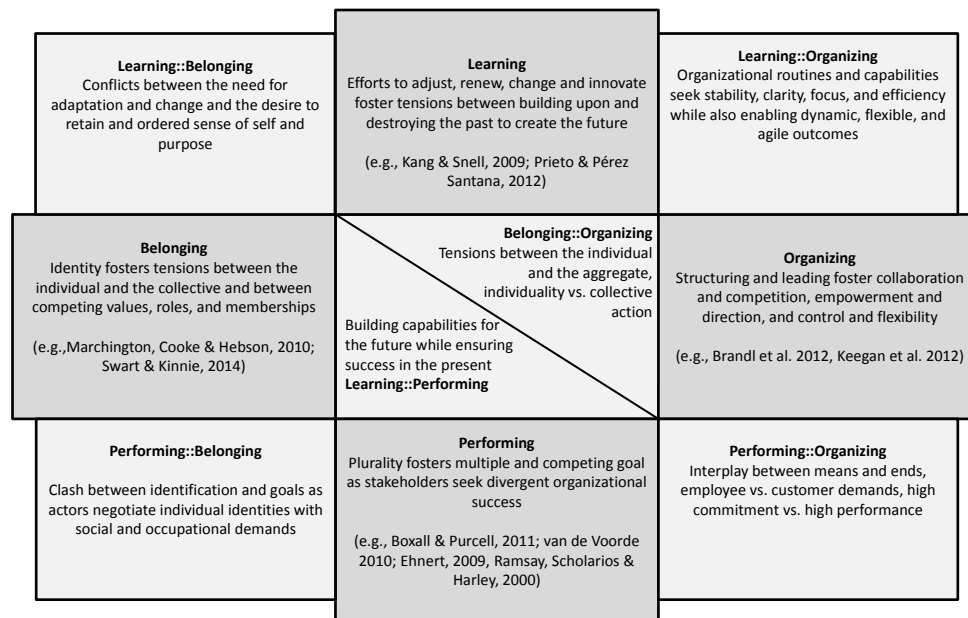 Learning::Belonging
Conflicts between the need for
adaptation and change and the desire to
retain and ordered sense of self and
purpose
Learning
Efforts to adjust, renew, change and innovate
foster tensions between building upon and
destroying the past to create the future
(e.g., Kang & Snell, 2009; Prieto & Pérez
Santana, 2012)
Learning::Organizing
Organizational routines and capabilities
seek stability, clarity, focus, and efficiency
while also enabling dynamic, flexible, and
agile outcomes
Belonging
Identity fosters tensions between the
individual and the collective and between
competing values, roles, and memberships
(e.g.,Marchington, Cooke & Hebson, 2010;
Swart & Kinnie, 2014)
Belonging::Organizing
Tensions between the individual
and the aggregate,
individuality vs. collective
action
Building capabilities for
the future while ensuring
success in the present
Learning::Performing
Organizing
Structuring and leading foster collaboration
and competition, empowerment and
direction, and control and flexibility
(e.g., Brandl et al. 2012, Keegan et al. 2012)
Performing::Belonging
Clash between identification and goals as
actors negotiate individual identities with
social and occupational demands
Performing
Plurality fosters multiple and competing goal
as stakeholders seek divergent organizational
success
(e.g., Boxall & Purcell, 2011; van de Voorde
2010; Ehnert, 2009, Ramsay, Scholarios &
Harley, 2000)
Performing::Organizing
Interplay between means and ends,
employee vs. customer demands, high
commitment vs. high performance